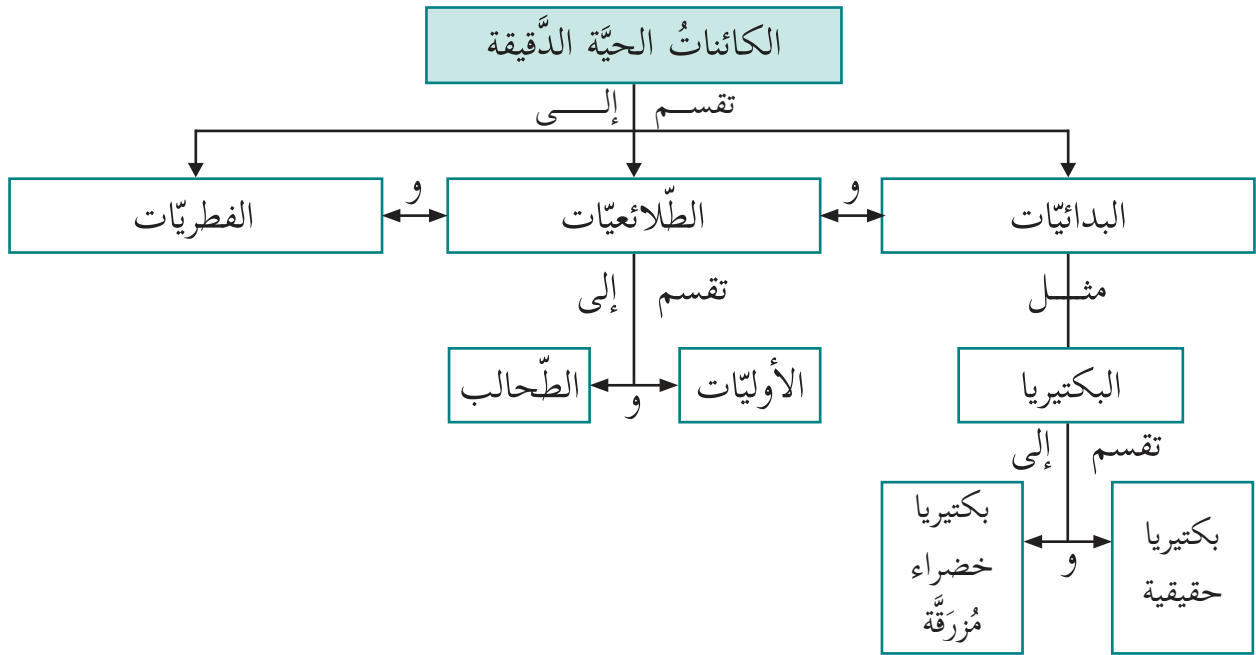 الكائناتُ الحيَّة الدَّقيقة
تقسم إلى
البدائيّات و الطّلائعيّات و الفطريّات
مثل
تقسم إلى
البكتيريا
الأوليّات و الطّحالب
تقسم إلى
بكتيريا
حقيقية
و
بكتيريا
خضراء
مُزرَقَّة